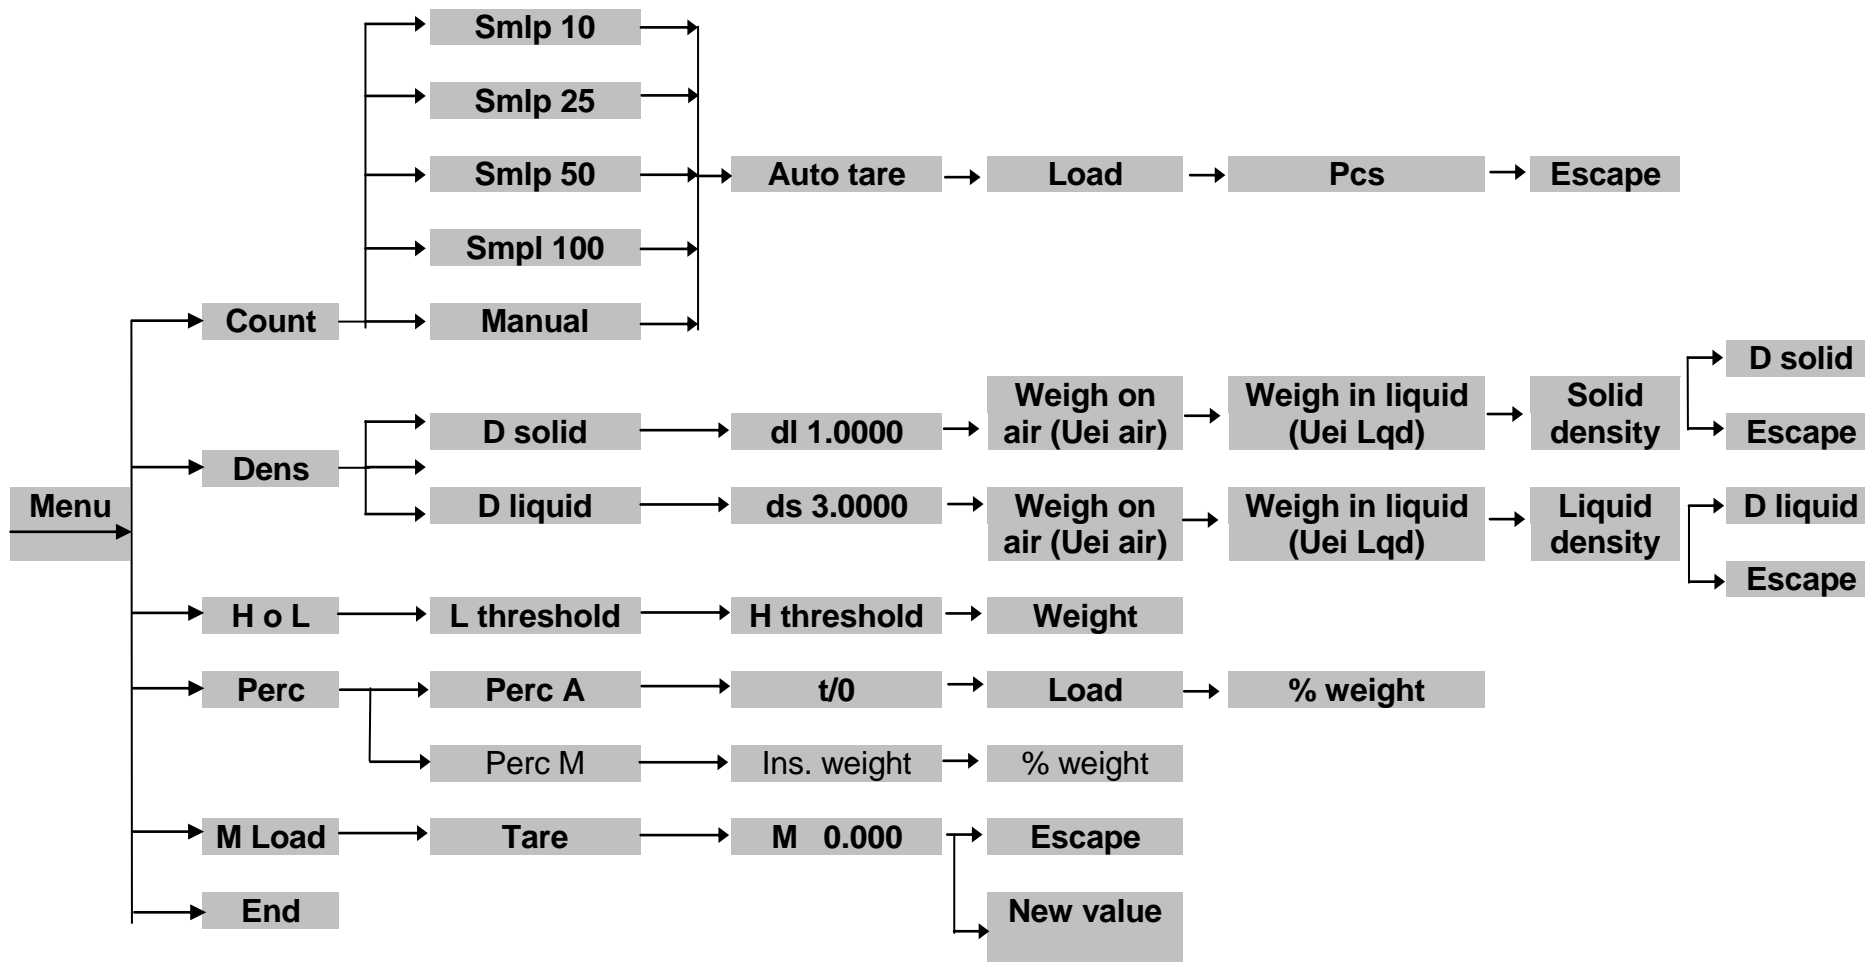 Smlp 10
Smlp 25
Smlp 50
Auto tare
Load
Pcs
Escape
Smpl 100
Count
Manual
D solid
Dens
D solid
dl 1.0000
Weigh on
air (Uei air)
Weigh in liquid
(Uei Lqd)
Solid
density
Escape
Menu
D liquid
ds 3.0000
Weigh on
air (Uei air)
Weigh in liquid
(Uei Lqd)
Liquid
density
D liquid
Escape
H o L
L threshold
H threshold
Weight
Perc
Perc A
t/0
Load
% weight
Perc M
Ins. weight
% weight
M Load
Tare
M 0.000
Escape
End
New value